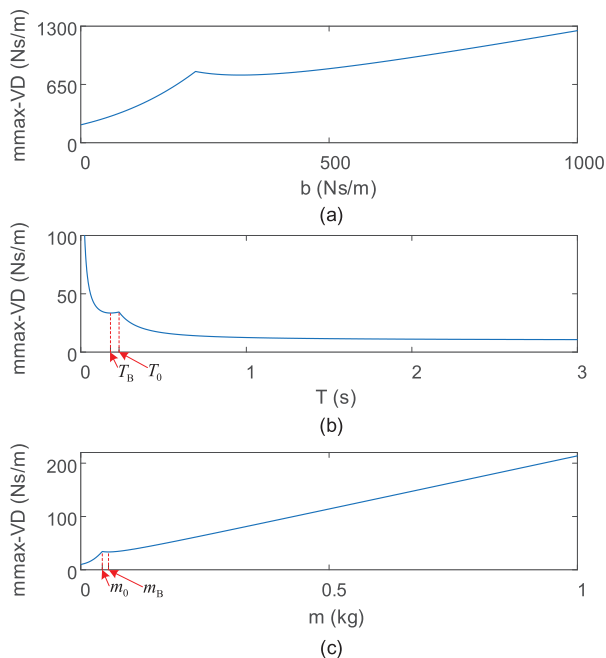 1300
650
0
mmax-VD (Ns/m)
0 500 1000
b (Ns/m)
(a)
100
50
0
mmax-VD (Ns/m)
0 1 2 3
T_B T_0
T (s)
(b)
200
100
0
mmax-VD (Ns/m)
0 0.5 1
m_0 m_B
m (kg)
(c)